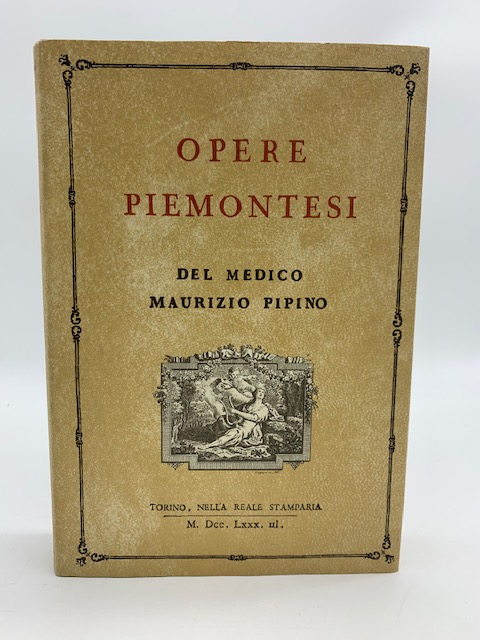 OPERE
PIEMONTESI
DEL MEDICO
MAURIZIO PIPINO
TORINO, NELLA REALE STAMPARIA
M. DCC. LXXX. III.